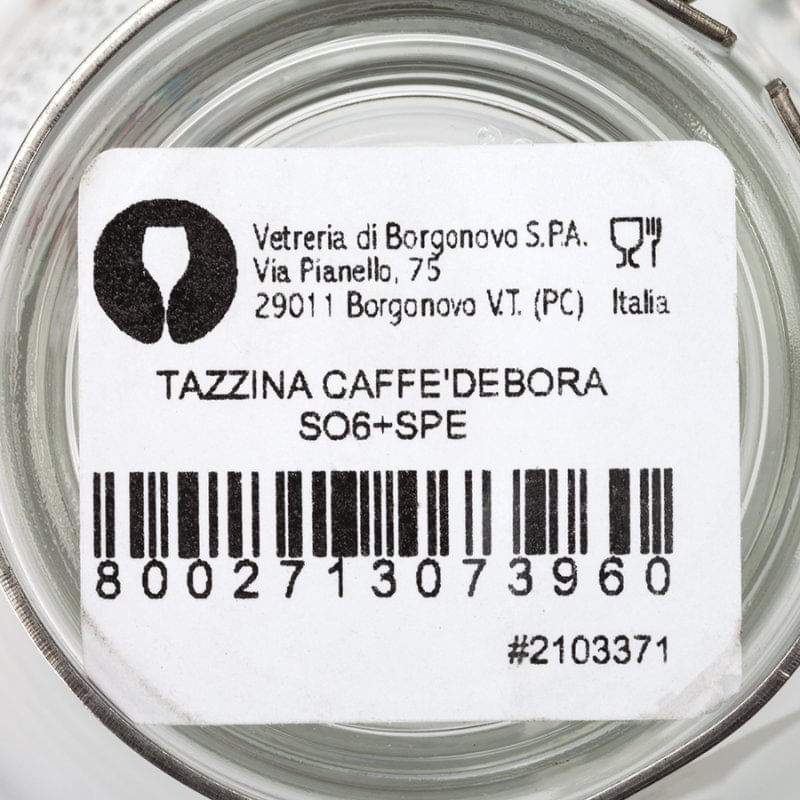 Vetreria di Borgonovo S.P.A.
Via Pianello, 75
29011 Borgonovo V.T. (PC)
Italia
TAZZINA CAFFE'DEBORA
SO6+SPE
8002713073960
#2103371